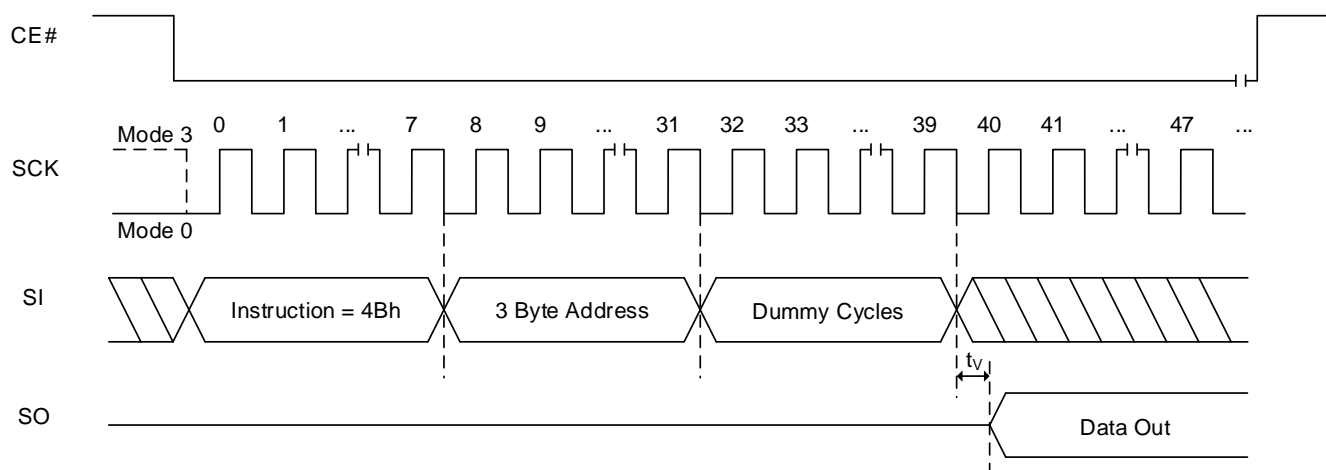 CE#
Mode 3 0 1 ... 7 8 9 ... 31 32 33 ... 39 40 41 ... 47 ...
SCK
Mode 0
SI Instruction = 4Bh 3 Byte Address Dummy Cycles
tV
SO Data Out